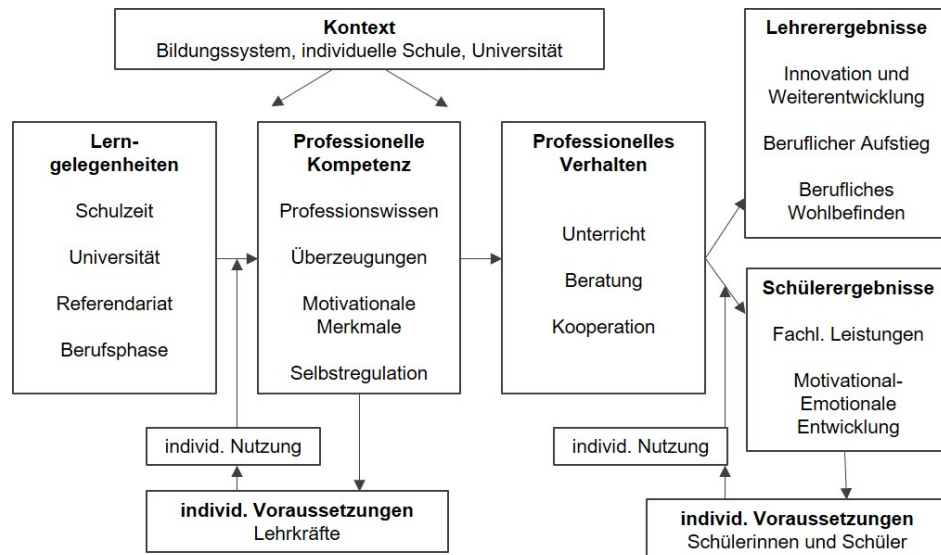 Kontext
Bildungssystem, individuelle Schule, Universität
Lern-
gelegenheiten
Schulzeit
Universität
Referendariat
Berufsphase
Professionelle
Kompetenz
Professionswissen
Überzeugungen
Motivationale
Merkmale
Selbstregulation
Professionelles
Verhalten
Unterricht
Beratung
Kooperation
Lehrerergebnisse
Innovation und
Weiterentwicklung
Beruflicher Aufstieg
Berufliches
Wohlbefinden
Schülerergebnisse
Fachl. Leistungen
Motivational-
Emotionale
Entwicklung
individ. Nutzung
individ. Voraussetzungen
Lehrkräfte
individ. Nutzung
individ. Voraussetzungen
Schülerinnen und Schüler